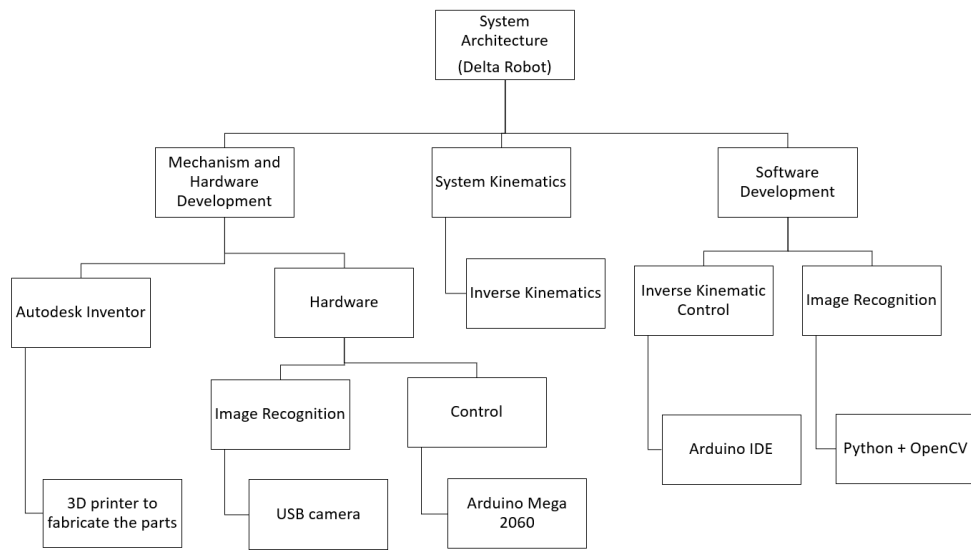 System
Architecture
(Delta Robot)
Mechanism and
Hardware
Development
System Kinematics
Software
Development
Autodesk Inventor
Hardware
Inverse Kinematics
Inverse Kinematic
Control
Image Recognition
Image Recognition
Control
Arduino IDE
Python + OpenCV
3D printer to
fabricate the parts
USB camera
Arduino Mega
2060